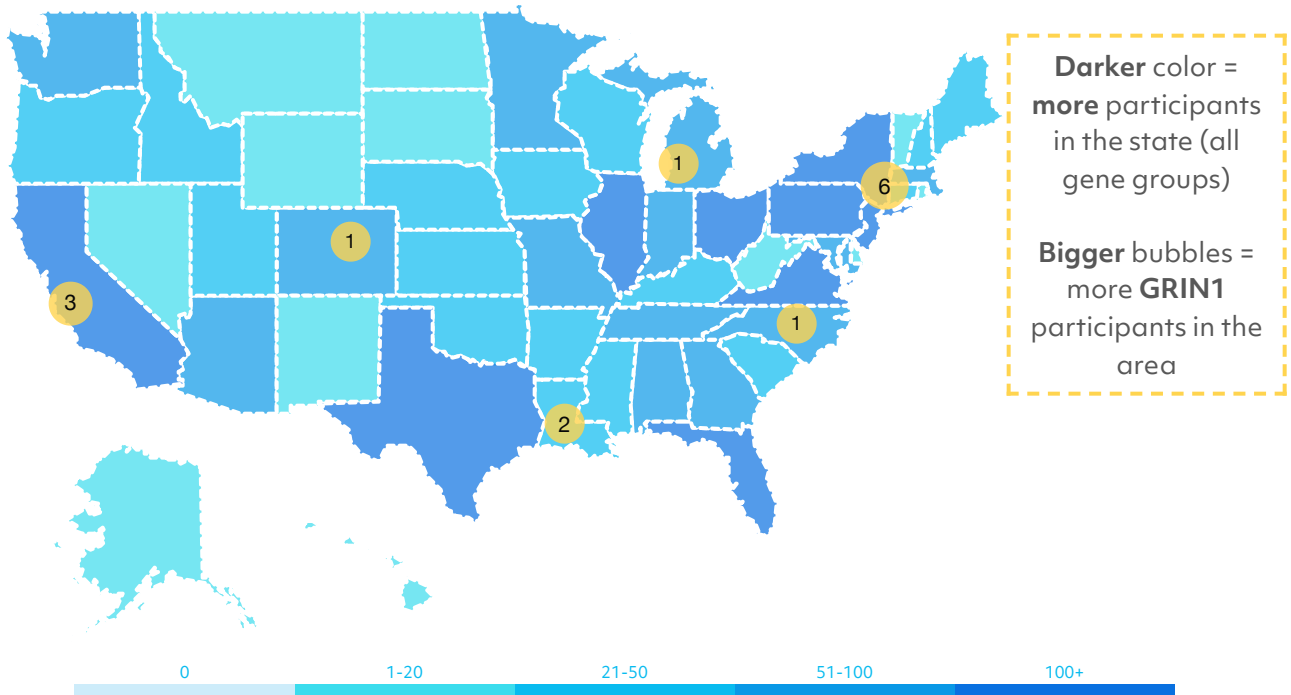 Darker color =
more participants
in the state (all
gene groups)
Bigger bubbles =
more GRIN1
participants in the
area
1
6
1
3
1
2
0
1-20
21-50
51-100
100+